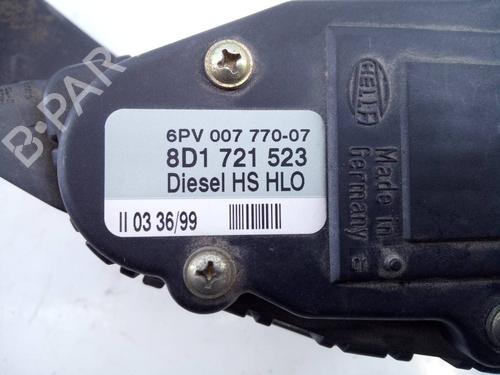 B-PAR
6PV 007 770-07
8D1 721 523
Diesel HS HLO
II 03 36/99
HELLA
Made in
Germany